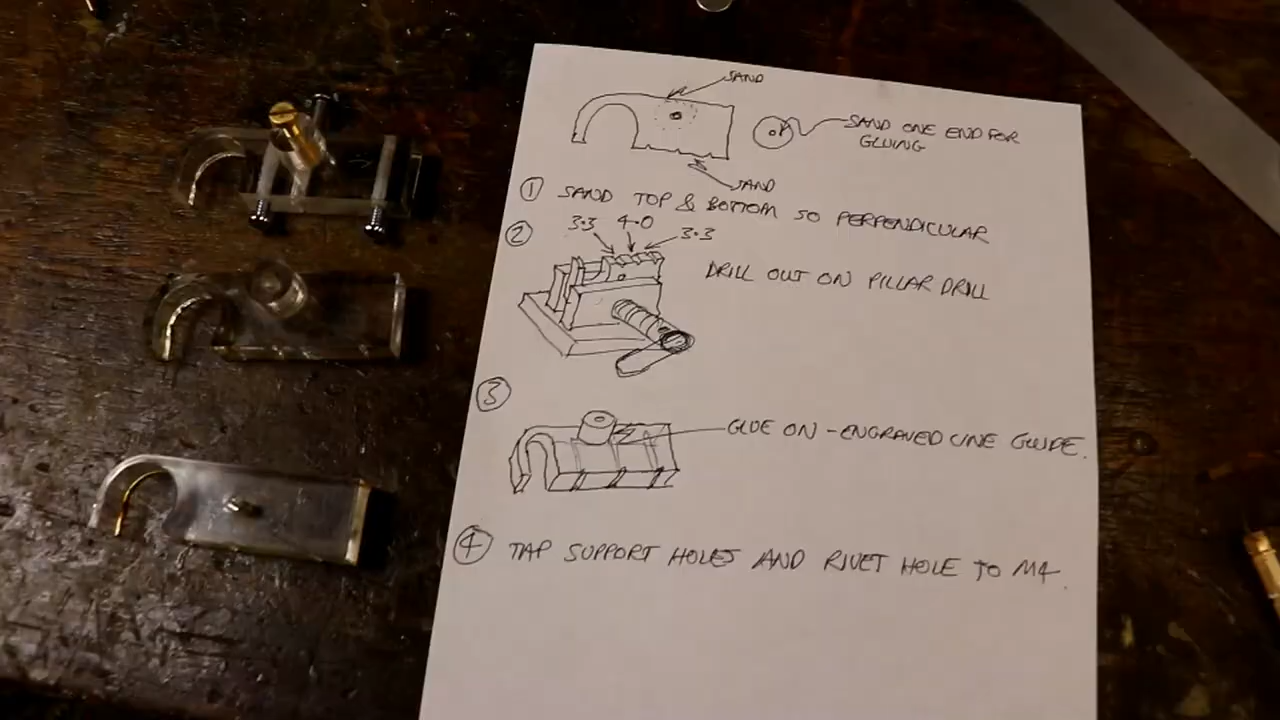 SAND
SAND ONE END FOR
GLUING
SAND
① SAND TOP & BOTTOM SO PERPENDICULAR
② 3.3 4.0 3.3
DRILL OUT ON PILLAR DRILL
③
GLUE ON - ENGRAVED LINE GUIDE.
④ TAP SUPPORT HOLES AND RIVET HOLE TO M4.